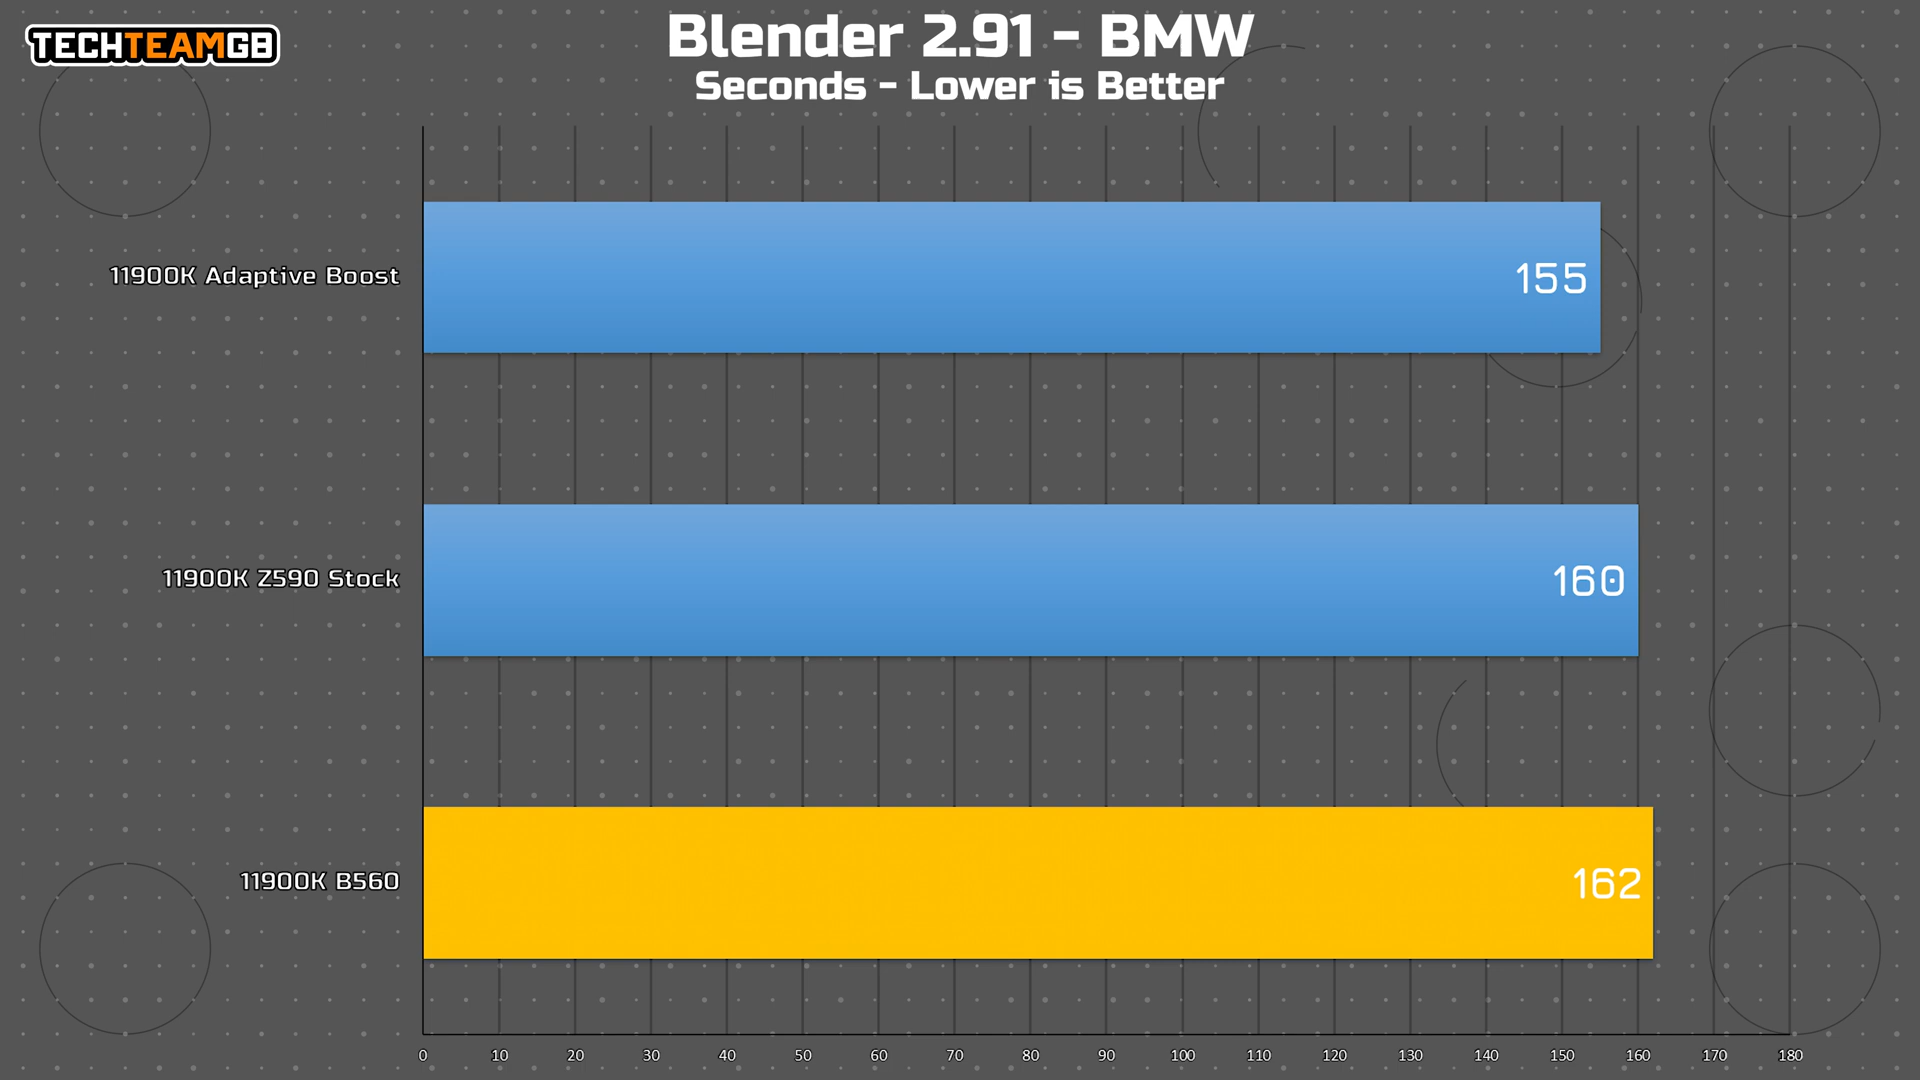 TECHTEAMGB
Blender 2.91 - BMW
Seconds - Lower is Better
11900K Adaptive Boost
155
11900K Z590 Stock
160
11900K B560
162
0 10 20 30 40 50 60 70 80 90 100 110 120 130 140 150 160 170 180